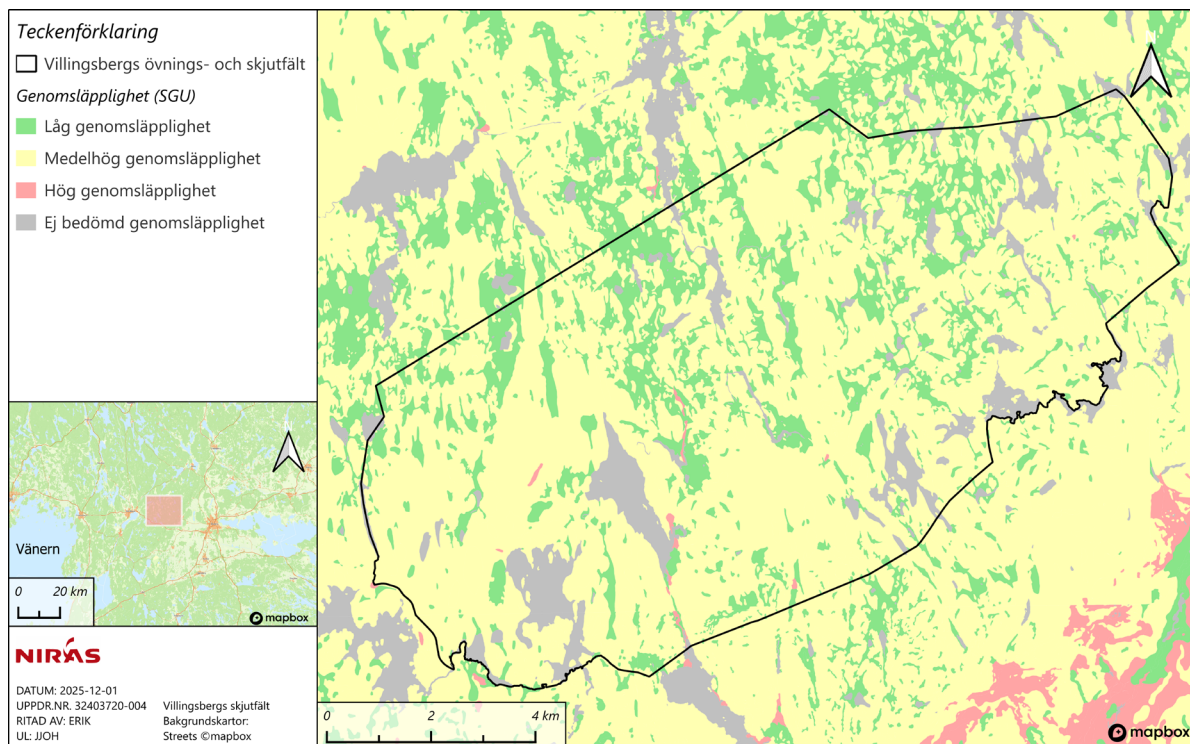 Teckenförklaring
Villingsbergs övnings- och skjutfält
Genomsläpplighet (SGU)
Låg genomsläpplighet
Medelhög genomsläpplighet
Hög genomsläpplighet
Ej bedömd genomsläpplighet
N
Vänern
0 20 km
mapbox
NIRÁS
DATUM: 2025-12-01
UPPDR.NR. 32403720-004 Villingsbergs skjutfält
RITAD AV: ERIK Bakgrundskartor:
UL: JJOH Streets ©mapbox
0 2 4 km
mapbox